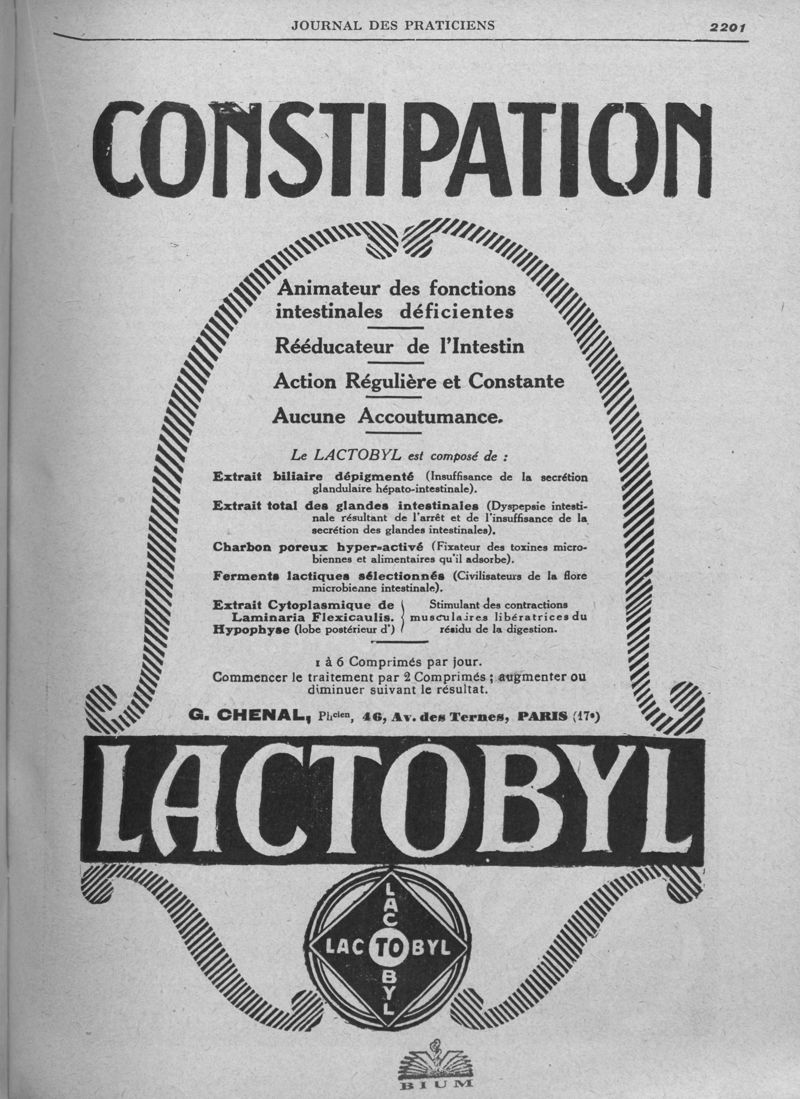 JOURNAL DES PRATICIENS 2201
CONSTIPATION
Animateur des fonctions
intestinales déficientes
Rééducateur de l'Intestin
Action Régulière et Constante
Aucune Accoutumance.
Le LACTOBYL est composé de :
Extrait biliaire dépigmenté (Insuffisance de la secrétion
glandulaire hépato-intestinale).
Extrait total des glandes intestinales (Dyspepsie intesti-
nale résultant de l'arrêt et de l'insuffisance de la
secrétion des glandes intestinales).
Charbon poreux hyper-activé (Fixateur des toxines micro-
biennes et alimentaires qu'il adsorbe).
Ferments lactiques sélectionnés (Civilisateurs de la flore
microbienne intestinale).
Extrait Cytoplasmique de Stimulant des contractions
Laminaria Flexicaulis. musculaires libératrices du
Hypophyse (lobe postérieur d') résidu de la digestion.
1 à 6 Comprimés par jour.
Commencer le traitement par 2 Comprimés ; augmenter ou
diminuer suivant le résultat.
G. CHENAL, Phcien, 46, Av. des Ternes, PARIS (17e)
LACTOBYL
LACTOBYL
LACTOBYL
BIUM